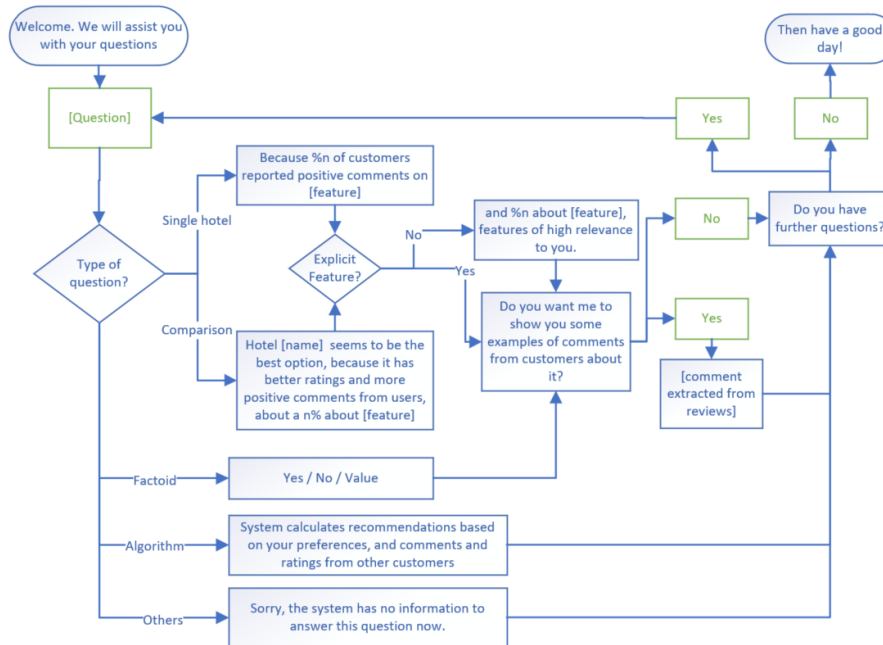 Welcome. We will assist you
with your questions
Then have a good
day!
[Question]
Yes
No
Because %n of customers
reported positive comments on
[feature]
Single hotel
and %n about [feature],
features of high relevance
to you.
No
No
Do you have
further questions?
Type of
question?
Explicit
Feature?
Yes
Comparison
Hotel [name] seems to be the
best option, because it has
better ratings and more
positive comments from users,
about a n% about [feature]
Do you want me to
show you some
examples of comments
from customers about
it?
Yes
[comment
extracted from
reviews]
Factoid
Yes / No / Value
Algorithm
System calculates recommendations based
on your preferences, and comments and
ratings from other customers
Others
Sorry, the system has no information to
answer this question now.